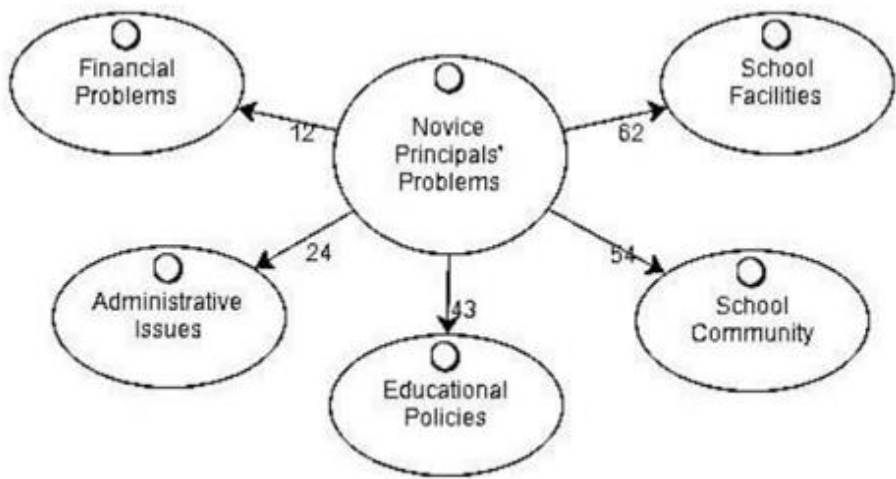 Financial
Problems
Novice
Principals'
Problems
School
Facilities
12
62
24
54
43
Administrative
Issues
School
Community
Educational
Policies